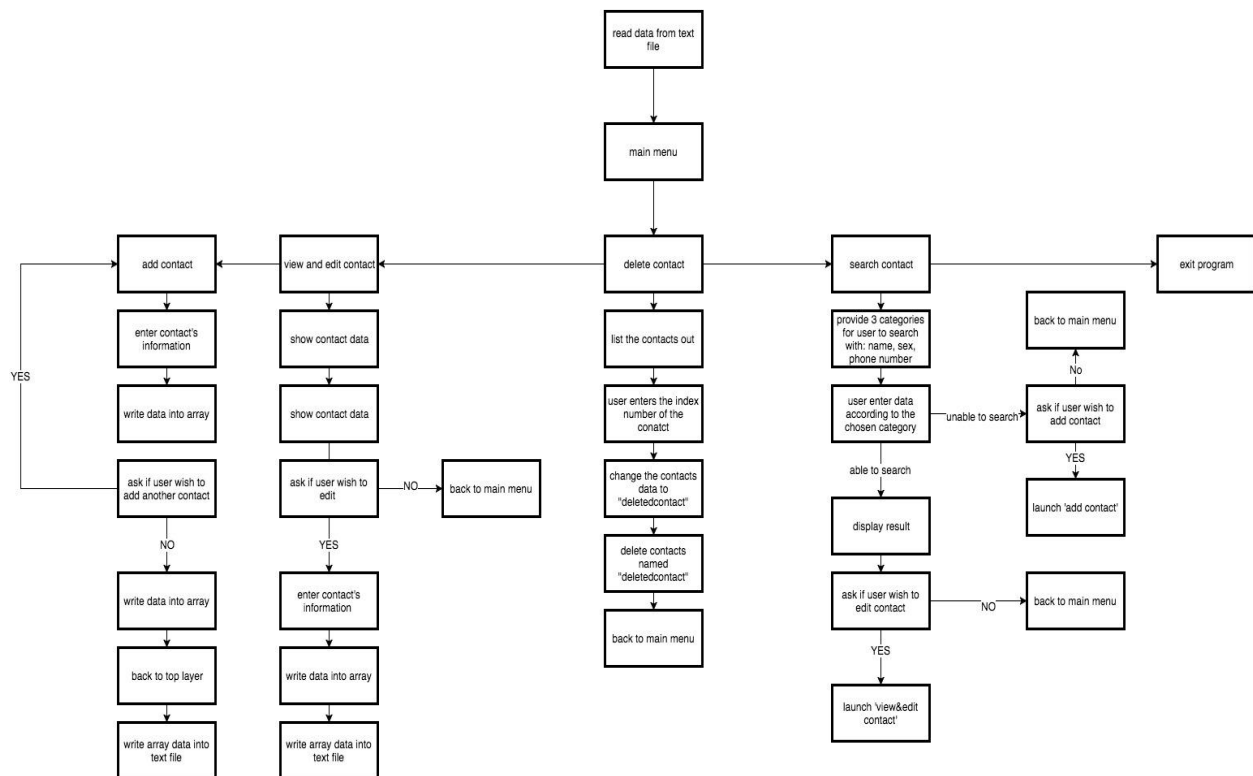 read data from text
file
main menu
add contact
view and edit contact
delete contact
search contact
exit program
enter contact's
information
show contact data
list the contacts out
provide 3 categories
for user to search
with: name, sex,
phone number
back to main menu
YES
No
write data into array
show contact data
user enters the index
number of the
conatct
user enter data
according to the
chosen category
unable to search
ask if user wish to
add contact
YES
able to search
ask if user wish to
add another contact
ask if user wish to
edit
NO
back to main menu
change the contacts
data to
"deletedcontact"
launch 'add contact'
display result
NO
YES
delete contacts
named
"deletedcontact"
write data into array
enter contact's
information
ask if user wish to
edit contact
NO
back to main menu
back to main menu
YES
back to top layer
write data into array
launch 'view&edit
contact'
write array data into
text file
write array data into
text file